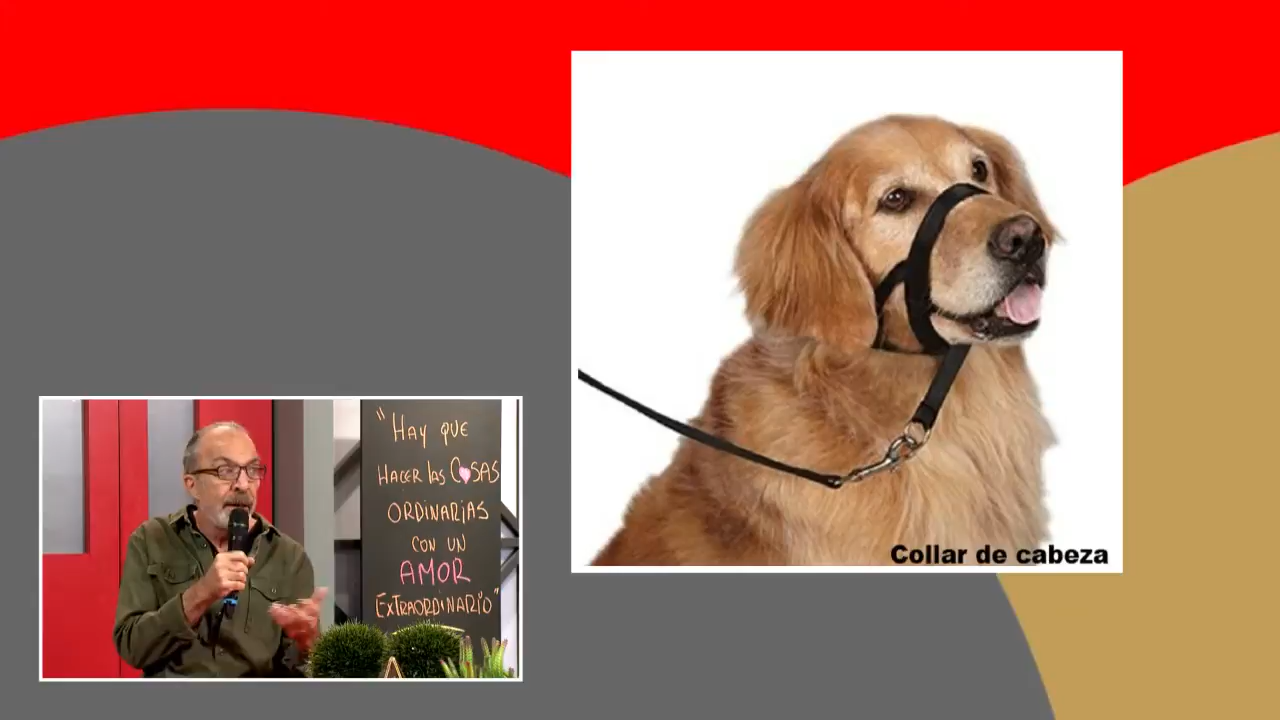 "HAY QUE
HACER las COSAS
ORDINARIAS
CON UN
AMOR
EXTRAORDINARIO"
Collar de cabeza